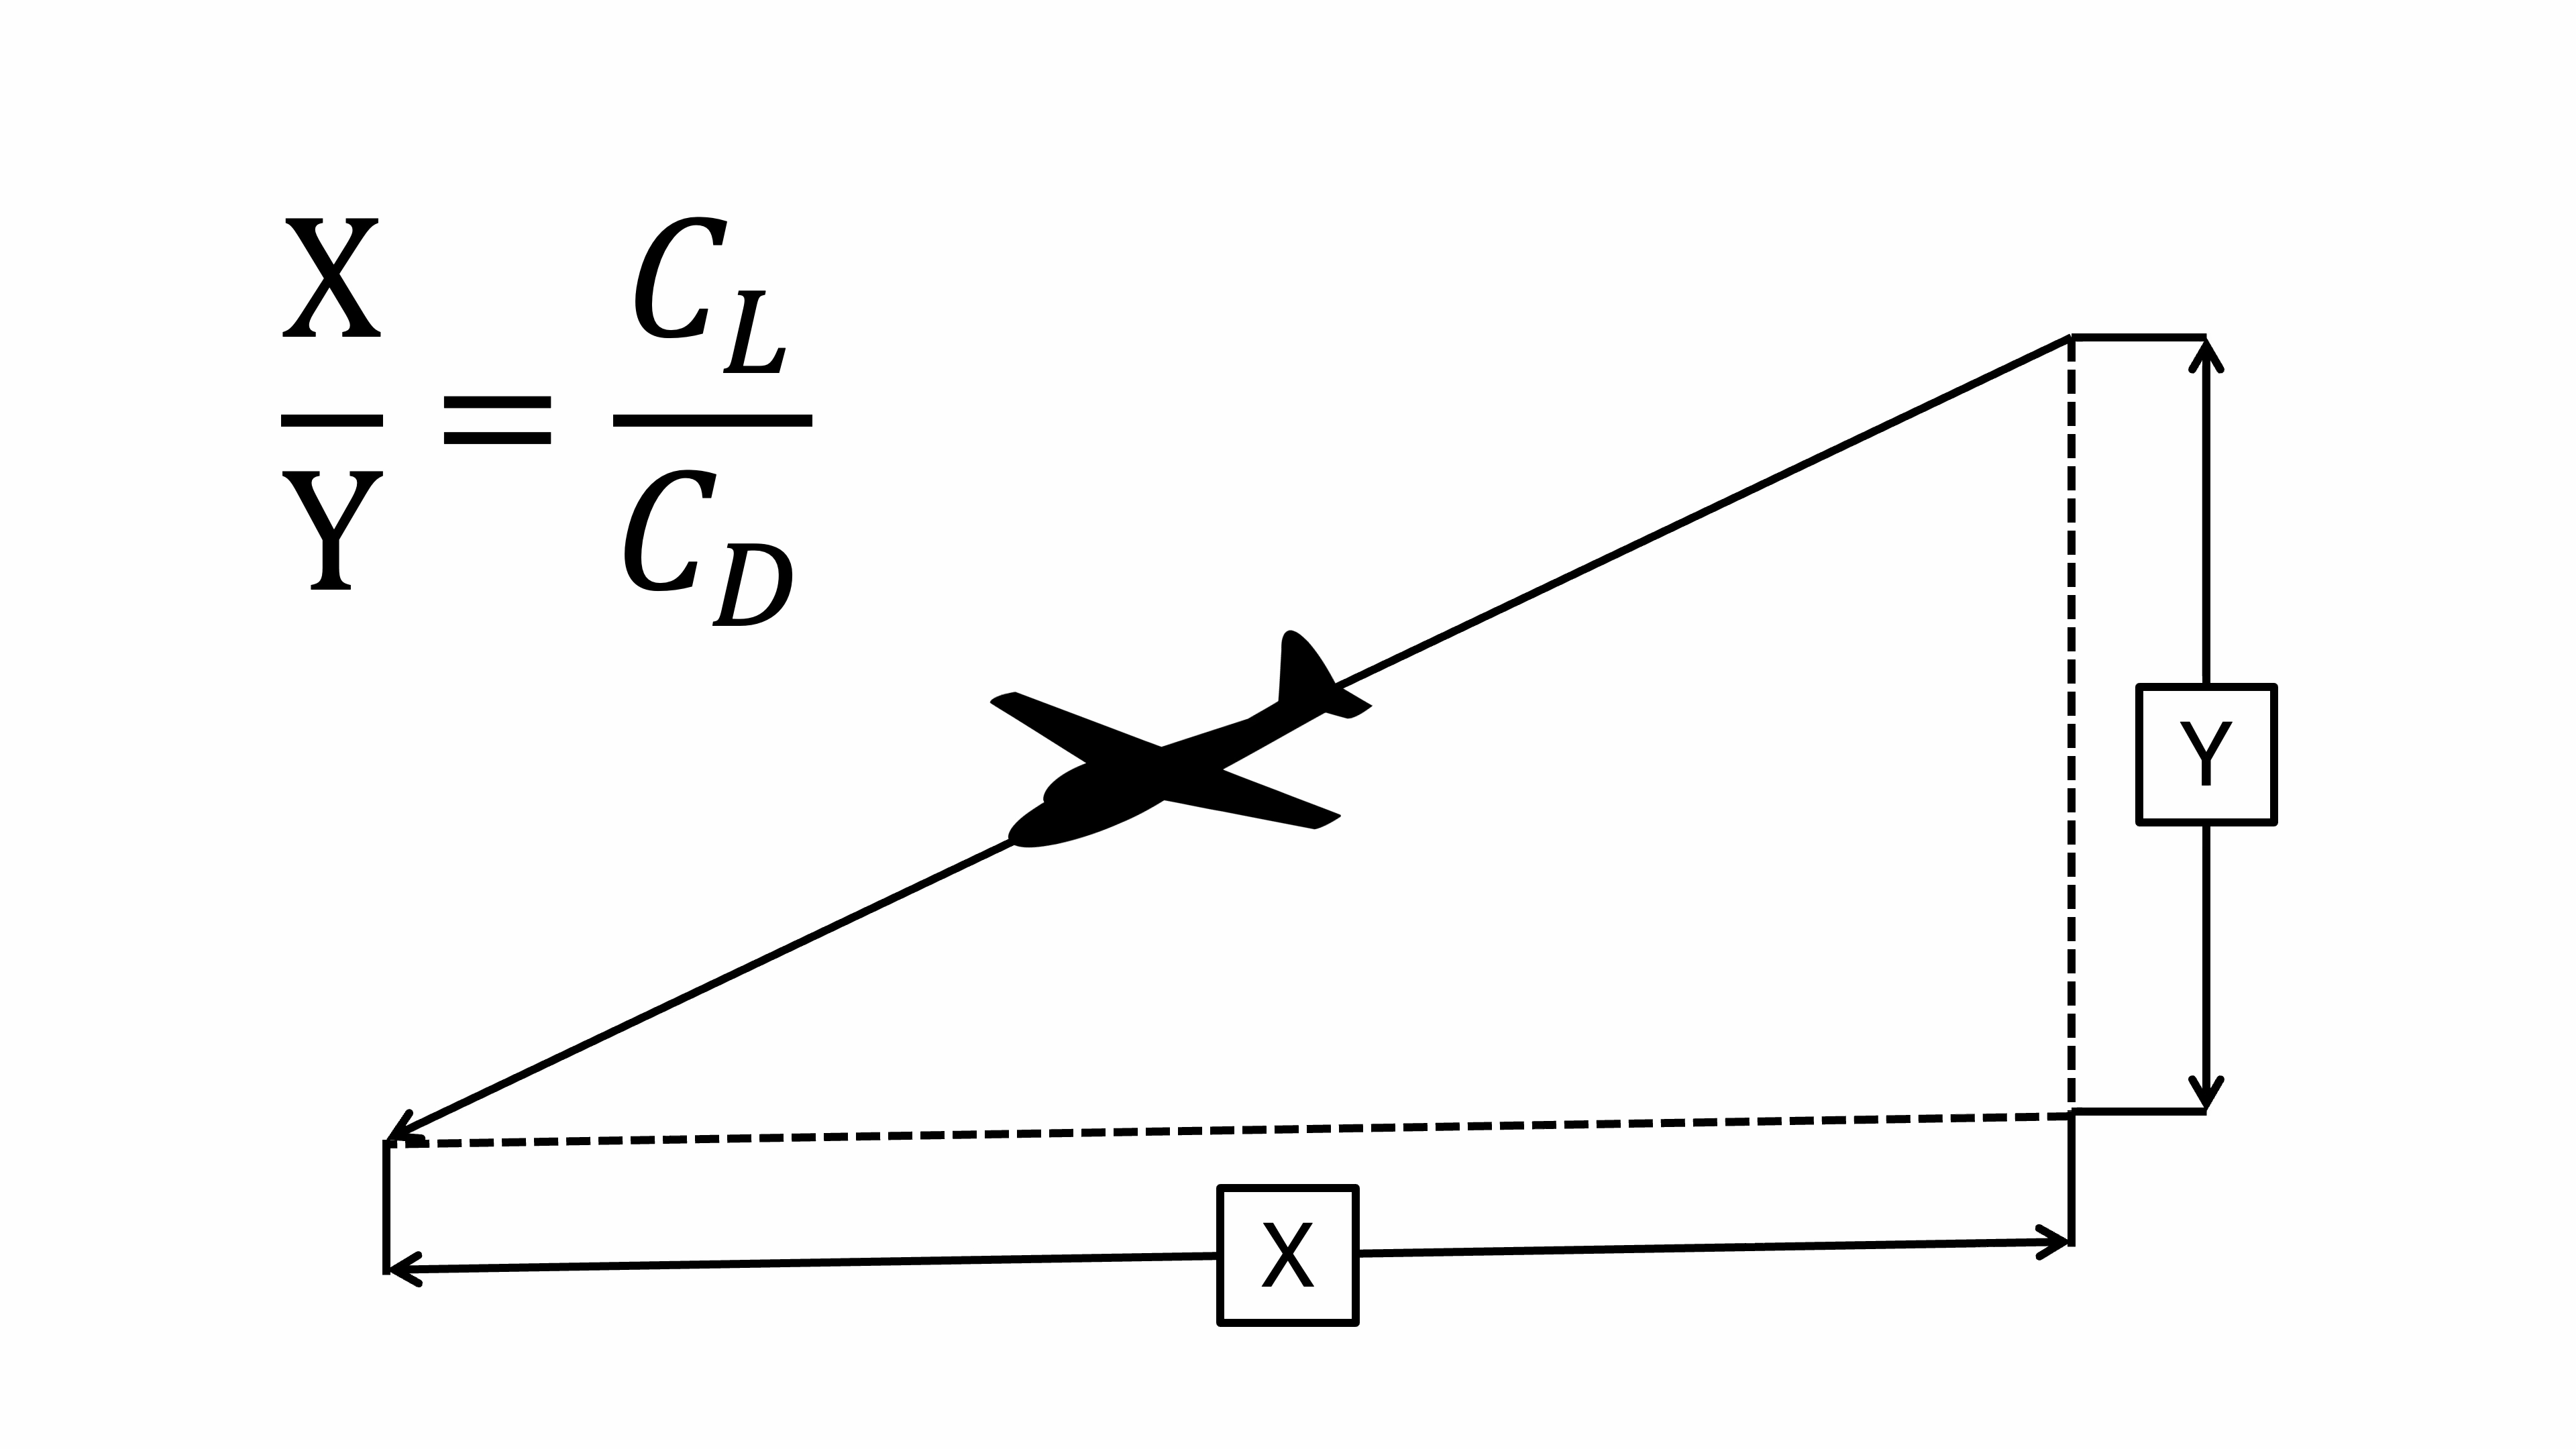 X/Y = C_L/C_D
Y
X